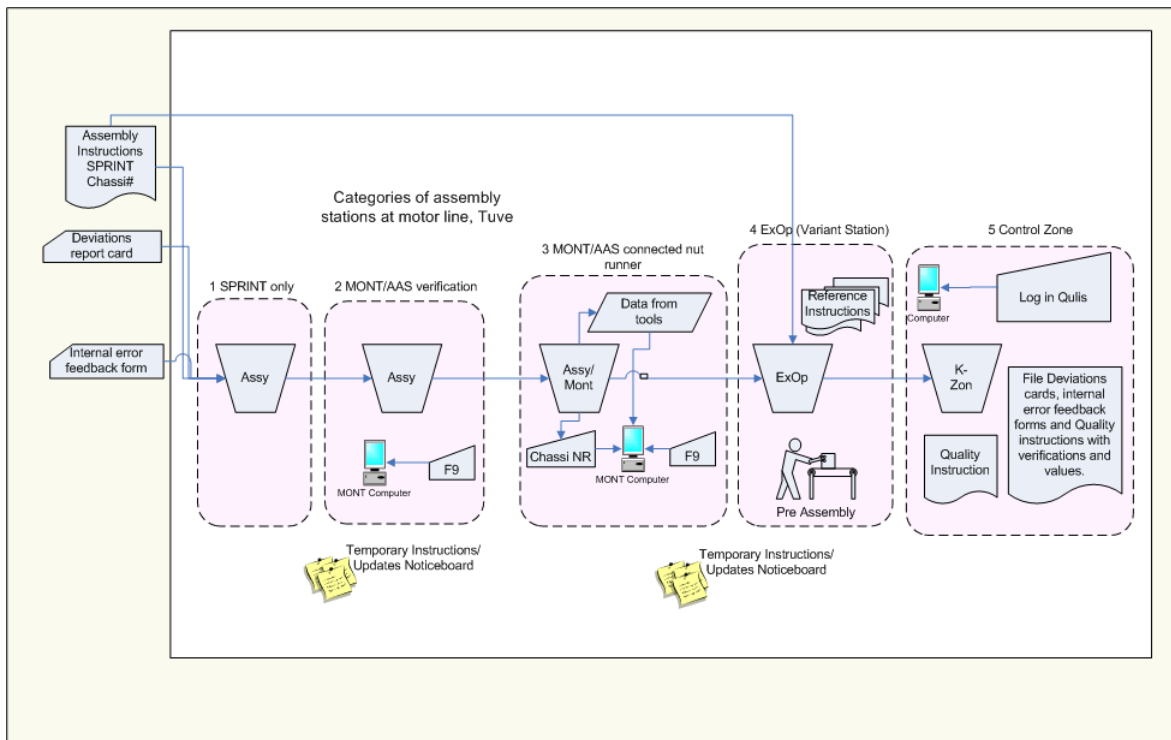 Assembly
Instructions
SPRINT
Chassi#
Deviations
report card
Internal error
feedback form
Categories of assembly
stations at motor line, Tuve
1 SPRINT only
Assy
2 MONT/AAS verification
Assy
MONT Computer
F9
3 MONT/AAS connected nut
runner
Data from
tools
Assy/
Mont
Chassi NR
MONT Computer
F9
4 ExOp (Variant Station)
Reference
Instructions
ExOp
Pre Assembly
5 Control Zone
Computer
Log in Qulis
K-
Zon
Quality
Instruction
File Deviations
cards, internal
error feedback
forms and Quality
instructions with
verifications and
values.
Temporary Instructions/
Updates Noticeboard
Temporary Instructions/
Updates Noticeboard